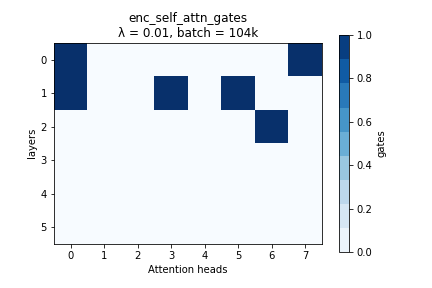 enc_self_attn_gates
λ = 0.01, batch = 104k
layers
0
1
2
3
4
5
0 1 2 3 4 5 6 7
Attention heads
1.0
0.8
0.6
0.4
0.2
0.0
gates